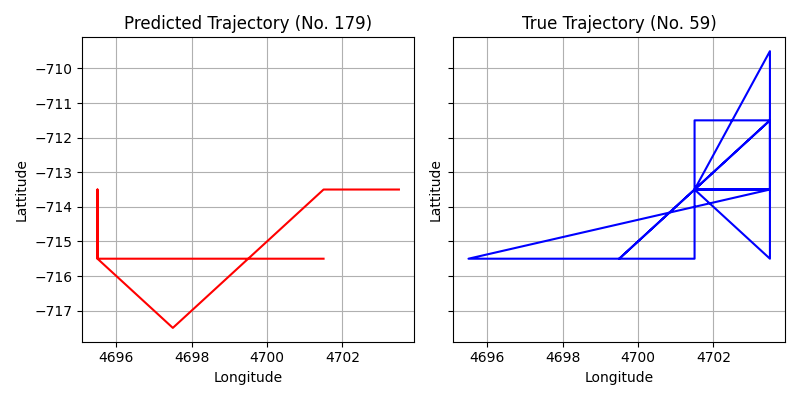 Predicted Trajectory (No. 179)
Lattitude
−710
−711
−712
−713
−714
−715
−716
−717
4696
4698
4700
4702
Longitude
True Trajectory (No. 59)
Lattitude
4696
4698
4700
4702
Longitude